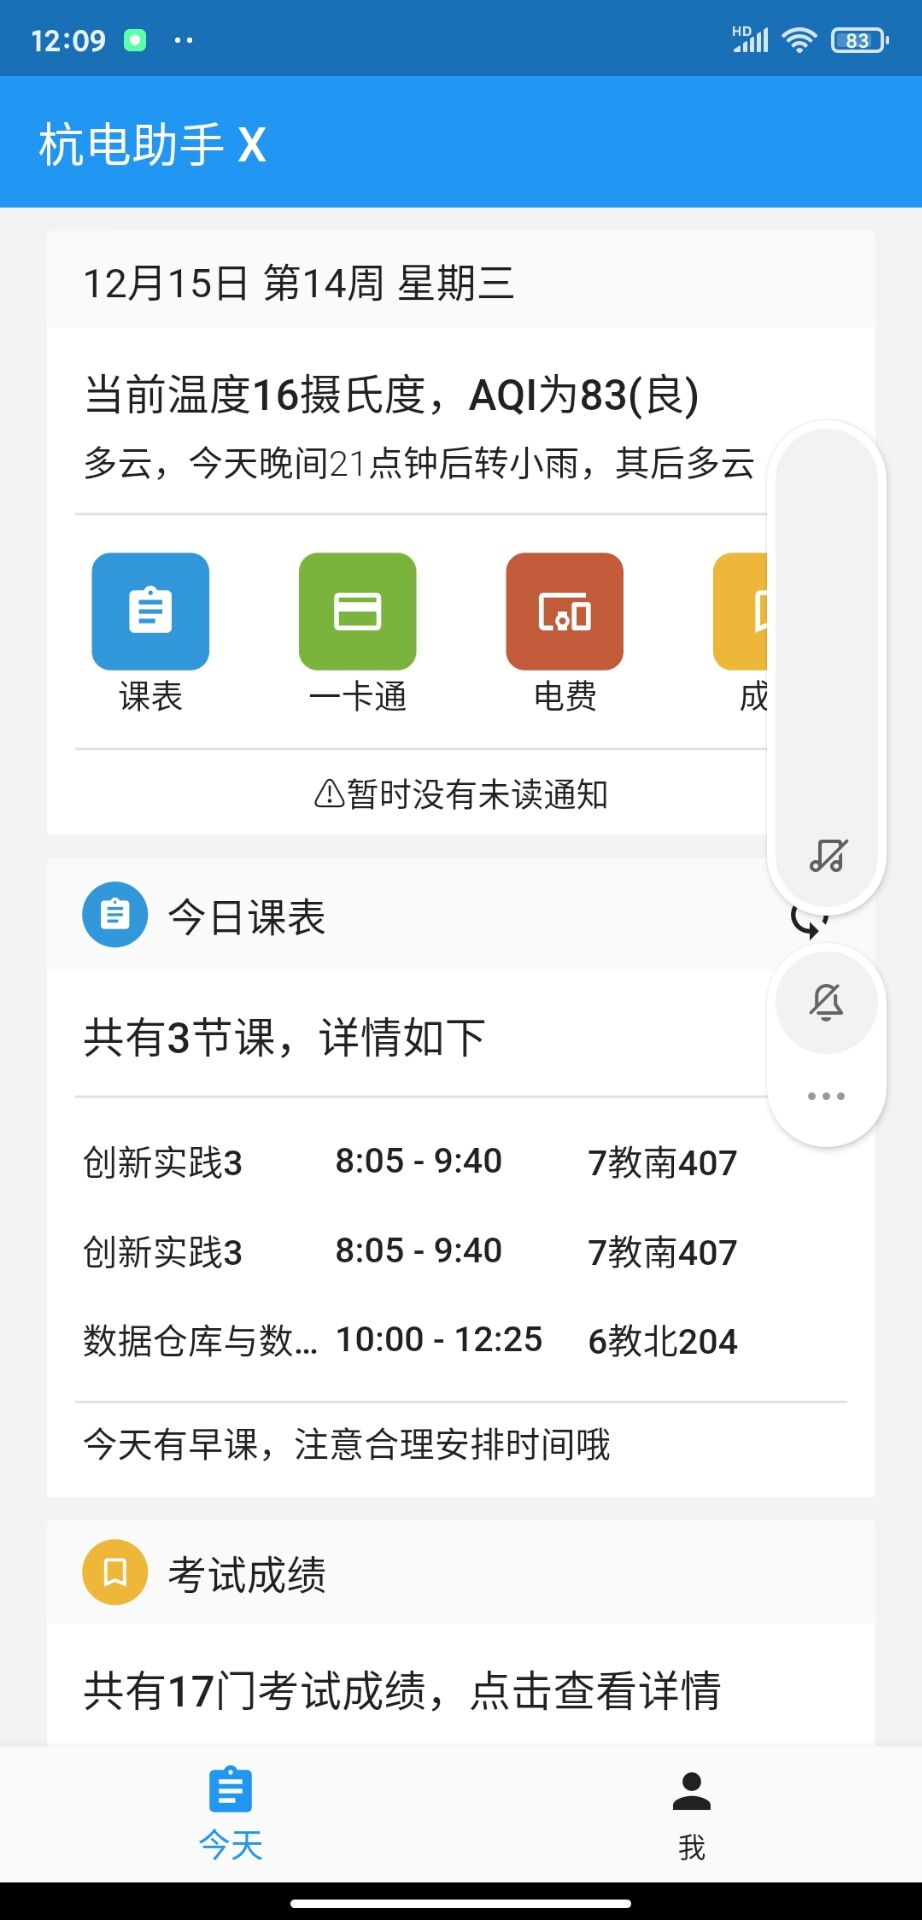 12:09
HD
83
杭电助手 X
12月15日 第14周 星期三
当前温度16摄氏度，AQI为83(良)
多云，今天晚间21点钟后转小雨，其后多云
课表
一卡通
电费
成
⚠暂时没有未读通知
今日课表
共有3节课，详情如下
创新实践3 8:05 - 9:40 7教南407
创新实践3 8:05 - 9:40 7教南407
数据仓库与数... 10:00 - 12:25 6教北204
今天有早课，注意合理安排时间哦
考试成绩
共有17门考试成绩，点击查看详情
今天
我